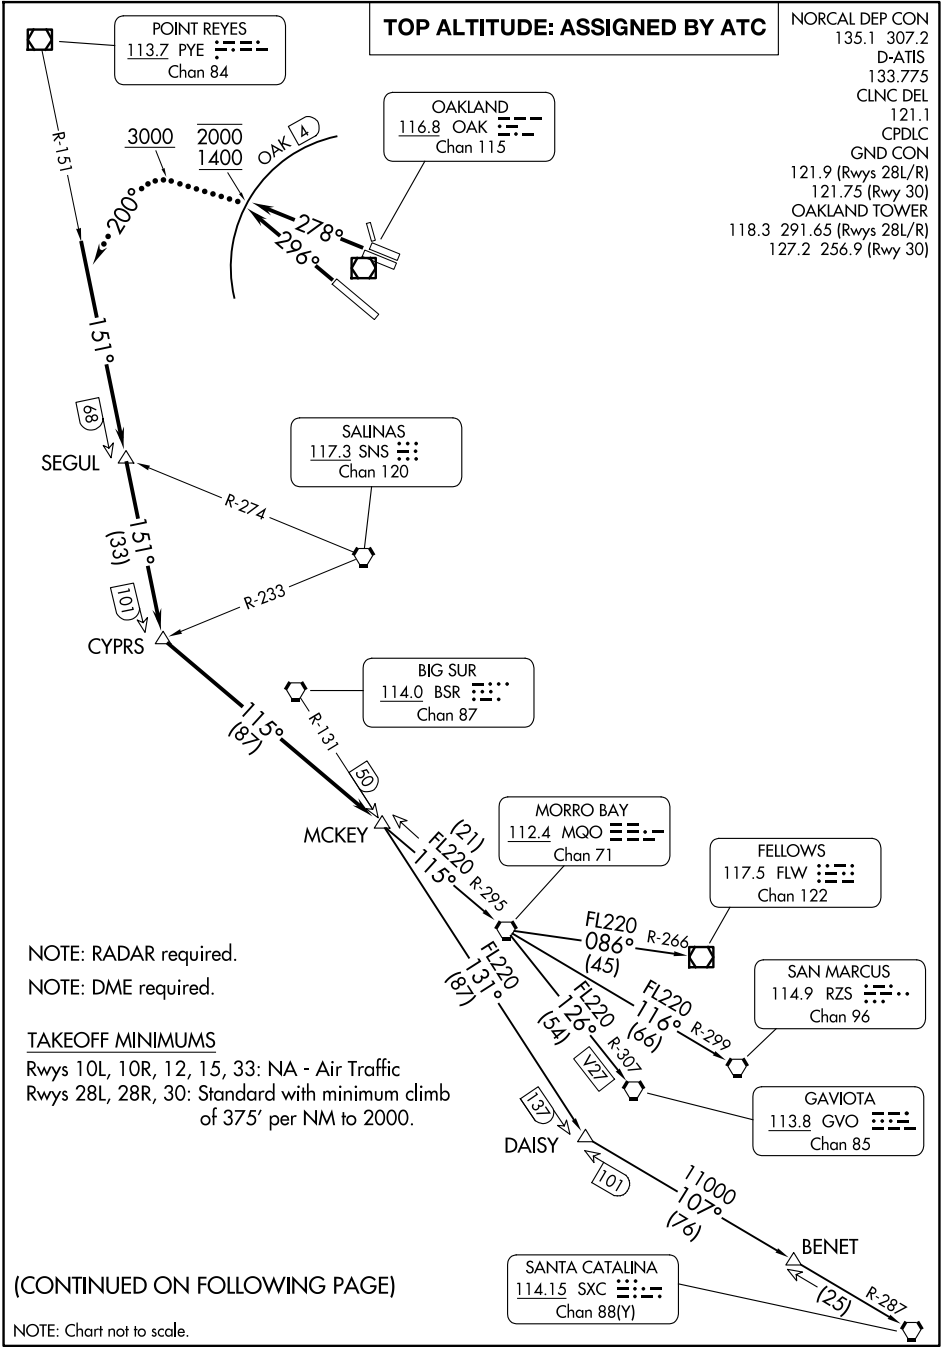 TOP ALTITUDE: ASSIGNED BY ATC
NORCAL DEP CON
135.1 307.2
D-ATIS
133.775
CLNC DEL
121.1
CPDLC
GND CON
121.9 (Rwys 28L/R)
121.75 (Rwy 30)
OAKLAND TOWER
118.3 291.65 (Rwys 28L/R)
127.2 256.9 (Rwy 30)
POINT REYES
113.7 PYE
Chan 84
R-151
OAKLAND
116.8 OAK
Chan 115
3000
2000
1400
OAK 4
200°
278°
296°
151°
68
SEGUL
SALINAS
117.3 SNS
Chan 120
R-274
151°
(33)
R-233
101
CYPRS
BIG SUR
114.0 BSR
Chan 87
115°
(87)
R-131
50
MCKEY
MORRO BAY
112.4 MQO
Chan 71
(21)
FL220
115°
R-295
FELLOWS
117.5 FLW
Chan 122
FL220
086°
(45)
R-266
SAN MARCUS
114.9 RZS
Chan 96
FL220
116°
(66)
R-299
FL220
126°
(54)
R-307
V27
GAVIOTA
113.8 GVO
Chan 85
FL220
131°
(87)
137
DAISY
101
11000
107°
(76)
BENET
SANTA CATALINA
114.15 SXC
Chan 88(Y)
(25)
R-287
NOTE: RADAR required.
NOTE: DME required.
TAKEOFF MINIMUMS
Rwys 10L, 10R, 12, 15, 33: NA - Air Traffic
Rwys 28L, 28R, 30: Standard with minimum climb
of 375' per NM to 2000.
(CONTINUED ON FOLLOWING PAGE)
NOTE: Chart not to scale.